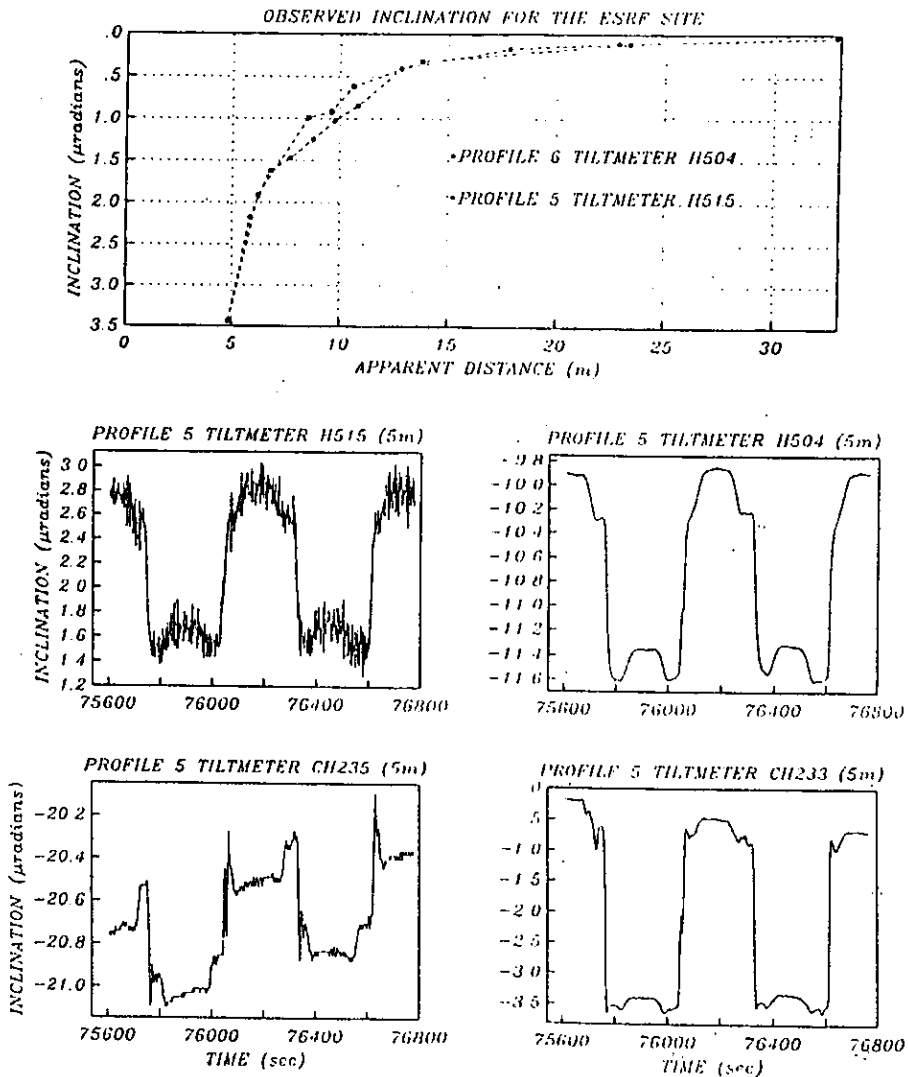 OBSERVED INCLINATION FOR THE ESRF SITE
INCLINATION (μradians)
.0
.5
1.0
1.5
2.0
2.5
3.0
3.5
•PROFILE 6 TILTMETER H504
•PROFILE 5 TILTMETER H515
0 5 10 15 20 25 30
APPARENT DISTANCE (m)
PROFILE 5 TILTMETER H515 (5m)
INCLINATION (μradians)
3 0
2.8
2.6
2.4
2.2
2.0
1.8
1.6
1.4
1.2
75600 76000 76400 76800
PROFILE 5 TILTMETER H504 (5m)
-9.8
-10.0
-10.2
-10.4
-10.6
-10.8
-11.0
-11.2
-11.4
-11.6
75600 76000 76400 76800
PROFILE 5 TILTMETER CH235 (5m)
INCLINATION (μradians)
-20.2
-20.4
-20.6
-20.8
-21.0
75600 76000 76400 76800
TIME (sec)
PROFILE 5 TILTMETER CH233 (5m)
-.5
-1.0
-1.5
-2.0
-2.5
-3.0
-3.5
75600 76000 76400 76800
TIME (sec)